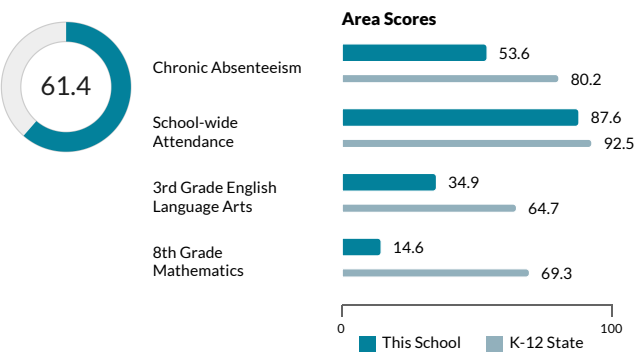 Area Scores
61.4
Chronic Absenteeism
53.6
80.2
School-wide
Attendance
87.6
92.5
3rd Grade English
Language Arts
34.9
64.7
8th Grade
Mathematics
14.6
69.3
0
100
This School
K-12 State